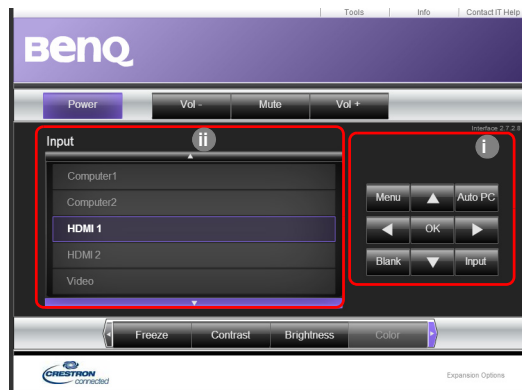 Tools Info Contact IT Help
BenQ
Power Vol - Mute Vol +
Interface 2.7.2.8
ii
i
Input
Computer1
Computer2
HDMI 1
HDMI 2
Video
Menu Auto PC
OK
Blank Input
Freeze Contrast Brightness Color
CRESTRON
connected
Expansion Options